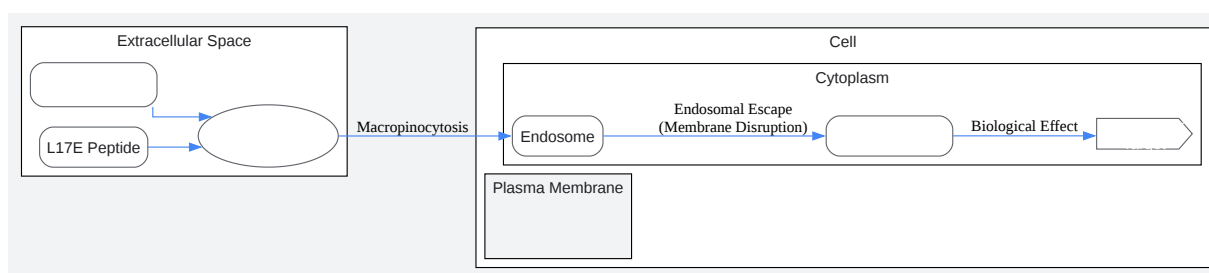 Extracellular Space
L17E Peptide
Macropinocytosis
Cell
Cytoplasm
Endosome
Endosomal Escape
(Membrane Disruption)
Biological Effect
Plasma Membrane